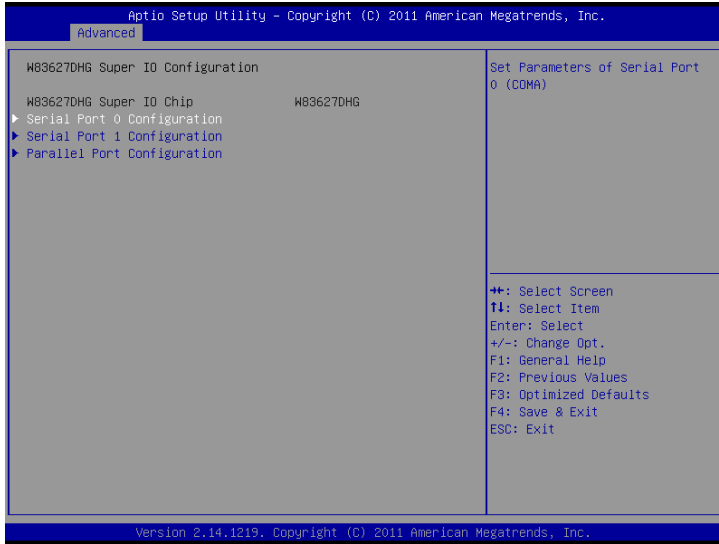 Aptio Setup Utility – Copyright (C) 2011 American Megatrends, Inc.
Advanced
W83627DHG Super IO Configuration
W83627DHG Super IO Chip W83627DHG
Serial Port 0 Configuration
Serial Port 1 Configuration
Parallel Port Configuration
Set Parameters of Serial Port
0 (COMA)
→←: Select Screen
↑↓: Select Item
Enter: Select
+/-: Change Opt.
F1: General Help
F2: Previous Values
F3: Optimized Defaults
F4: Save & Exit
ESC: Exit
Version 2.14.1219. Copyright (C) 2011 American Megatrends, Inc.